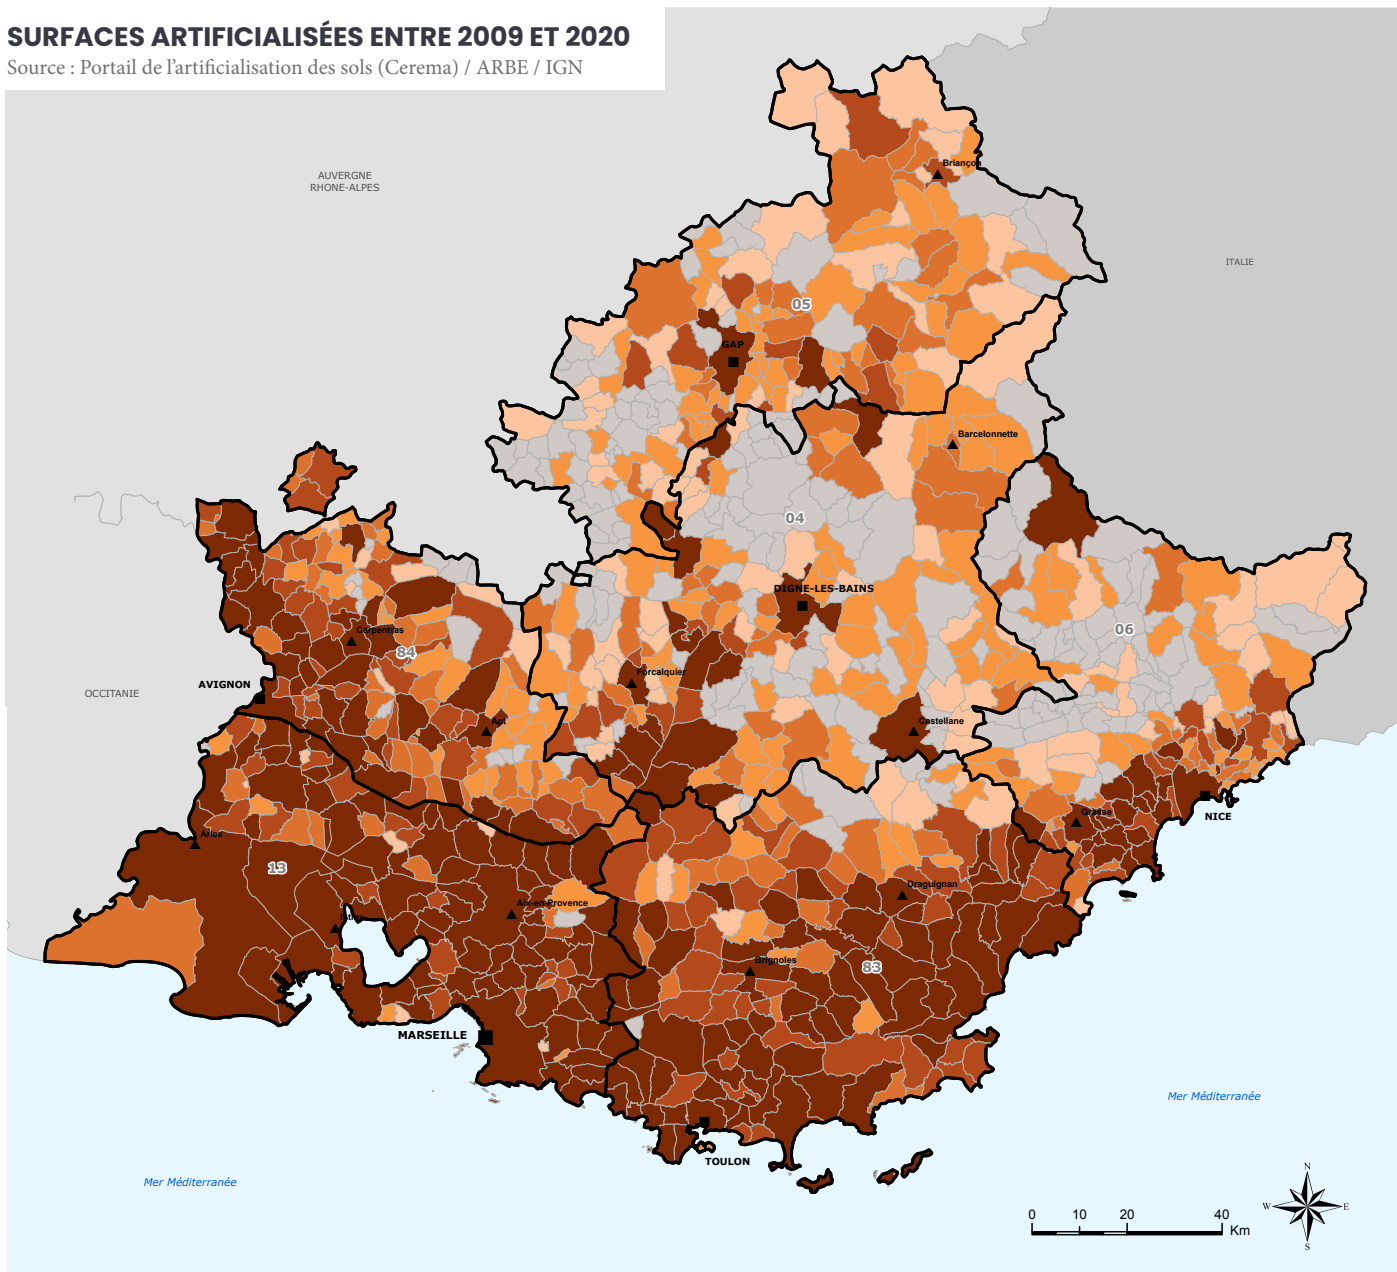 SURFACES ARTIFICIALISÉES ENTRE 2009 ET 2020
Source : Portail de l'artificialisation des sols (Cerema) / ARBE / IGN
AUVERGNE
RHONE-ALPES
Briançon
ITALIE
05
GAP
Barcelonnette
04
DIGNE-LES-BAINS
Carpentras
84
06
Forcalquier
AVIGNON
OCCITANIE
Apt
Castellane
NICE
Grasse
Arles
13
Draguignan
Aix-en-Provence
Istres
Brignoles
83
MARSEILLE
Mer Méditerranée
TOULON
Mer Méditerranée
0 10 20 40
Km
N
W E
S